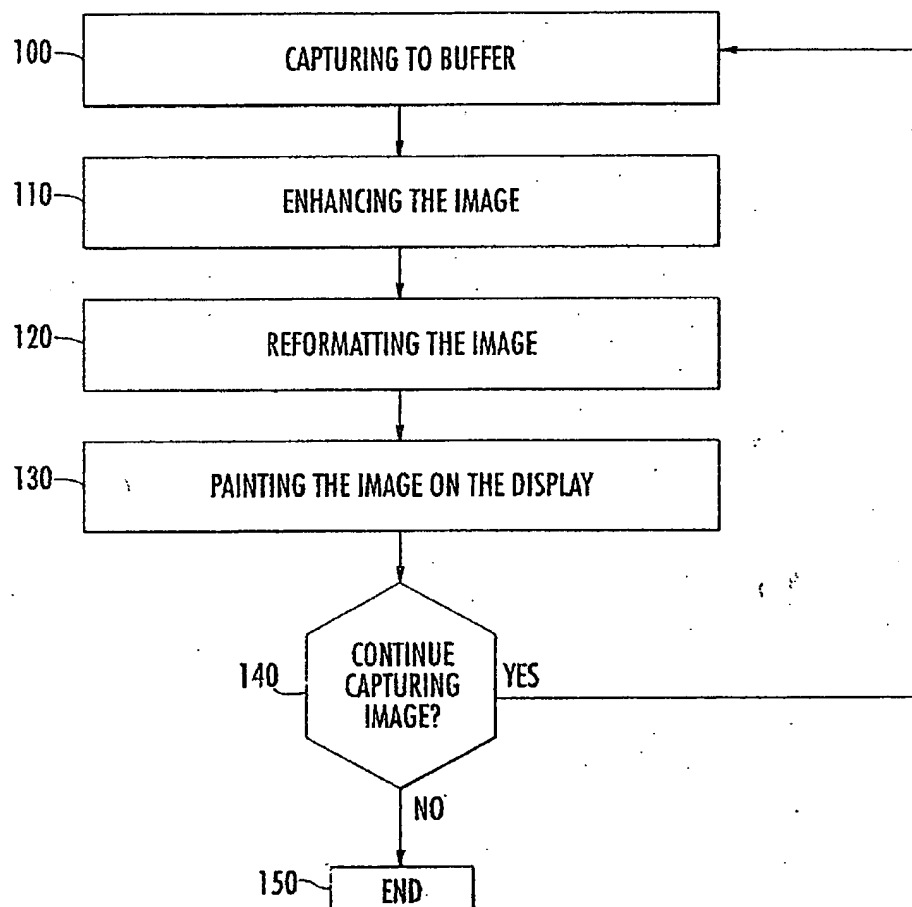 100
CAPTURING TO BUFFER
110
ENHANCING THE IMAGE
120
REFORMATTING THE IMAGE
130
PAINTING THE IMAGE ON THE DISPLAY
140
CONTINUE
CAPTURING
IMAGE?
YES
NO
150
END